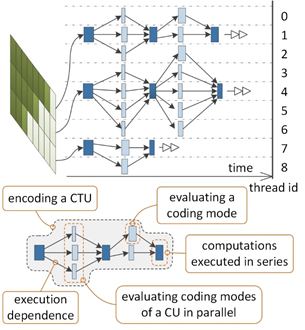 0
1
2
3
4
5
6
7
time
8
thread id
encoding a CTU
evaluating a
coding mode
computations
executed in series
execution
dependence
evaluating coding modes
of a CU in parallel